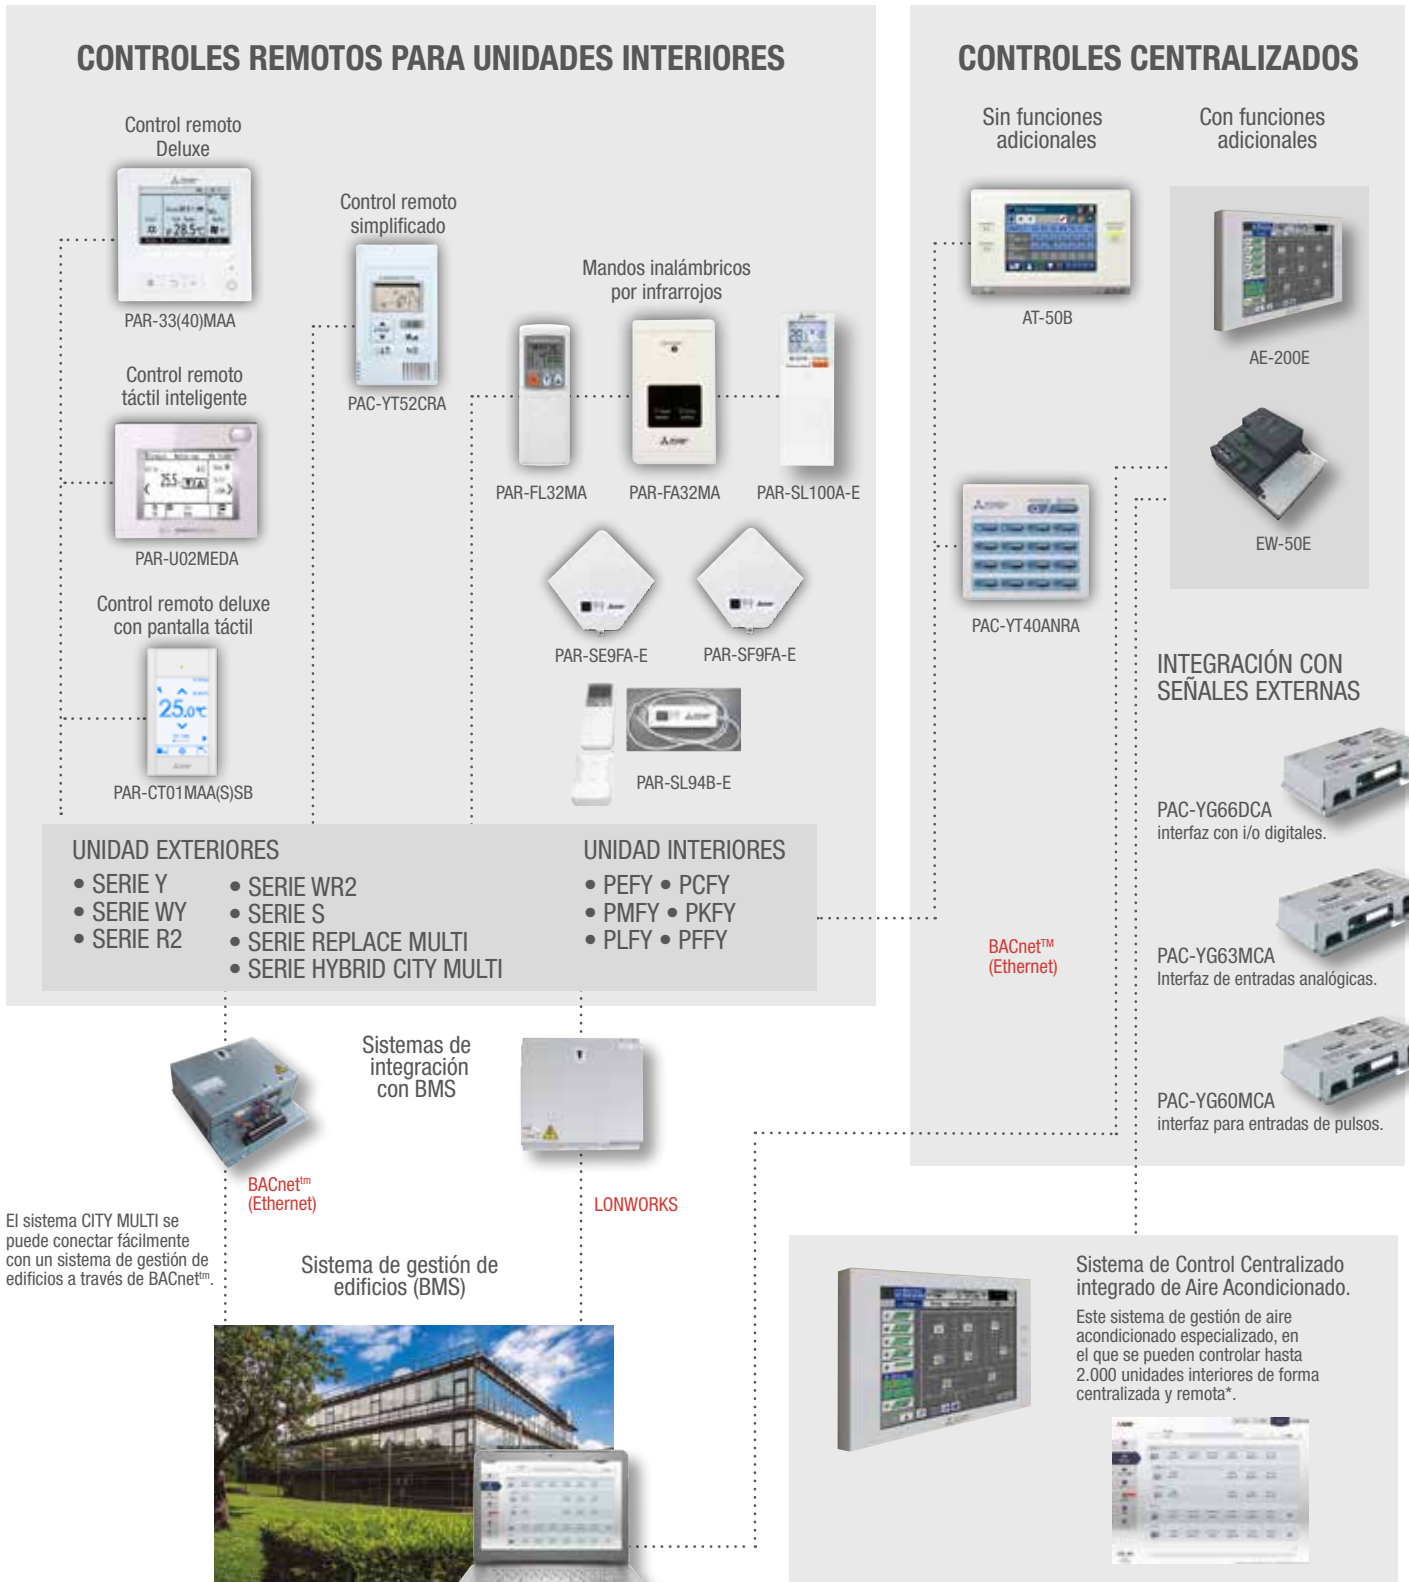 CONTROLES REMOTOS PARA UNIDADES INTERIORES
Control remoto
Deluxe
28.5
PAR-33(40)MAA
Control remoto
simplificado
PAC-YT52CRA
Mandos inalámbricos
por infrarrojos
PAR-FL32MA
PAR-FA32MA
PAR-SL100A-E
Control remoto
táctil inteligente
25.5
PAR-U02MEDA
PAR-SE9FA-E
PAR-SF9FA-E
Control remoto deluxe
con pantalla táctil
25.0℃
PAR-CT01MAA(S)SB
PAR-SL94B-E
UNIDAD EXTERIORES
• SERIE Y
• SERIE WY
• SERIE R2
• SERIE WR2
• SERIE S
• SERIE REPLACE MULTI
• SERIE HYBRID CITY MULTI
UNIDAD INTERIORES
• PEFY • PCFY
• PMFY • PKFY
• PLFY • PFFY
CONTROLES CENTRALIZADOS
Sin funciones
adicionales
AT-50B
PAC-YT40ANRA
Con funciones
adicionales
AE-200E
EW-50E
INTEGRACIÓN CON
SEÑALES EXTERNAS
PAC-YG66DCA
interfaz con i/o digitales.
PAC-YG63MCA
Interfaz de entradas analógicas.
PAC-YG60MCA
interfaz para entradas de pulsos.
BACnet™
(Ethernet)
Sistemas de
integración
con BMS
BACnettm
(Ethernet)
LONWORKS
El sistema CITY MULTI se
puede conectar fácilmente
con un sistema de gestión de
edificios a través de BACnettm.
Sistema de gestión de
edificios (BMS)
Sistema de Control Centralizado
integrado de Aire Acondicionado.
Este sistema de gestión de aire
acondicionado especializado, en
el que se pueden controlar hasta
2.000 unidades interiores de forma
centralizada y remota*.